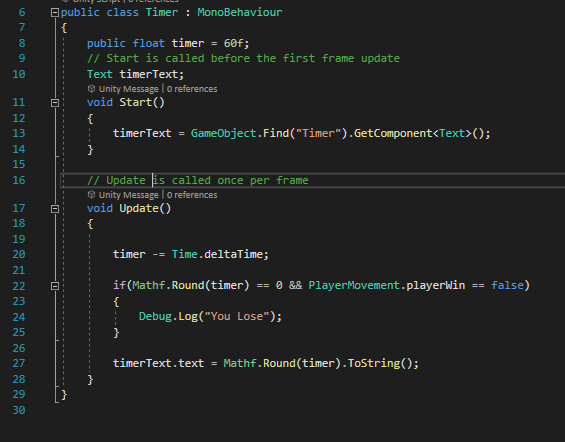 Unity Script | 0 references
6 public class Timer : MonoBehaviour
7 {
8 public float timer = 60f;
9 // Start is called before the first frame update
10 Text timerText;
Unity Message | 0 references
11 void Start()
12 {
13 timerText = GameObject.Find("Timer").GetComponent<Text>();
14 }
15
16 // Update is called once per frame
Unity Message | 0 references
17 void Update()
18 {
19
20 timer -= Time.deltaTime;
21
22 if(Mathf.Round(timer) == 0 && PlayerMovement.playerWin == false)
23 {
24 Debug.Log("You Lose");
25 }
26
27 timerText.text = Mathf.Round(timer).ToString();
28 }
29 }
30